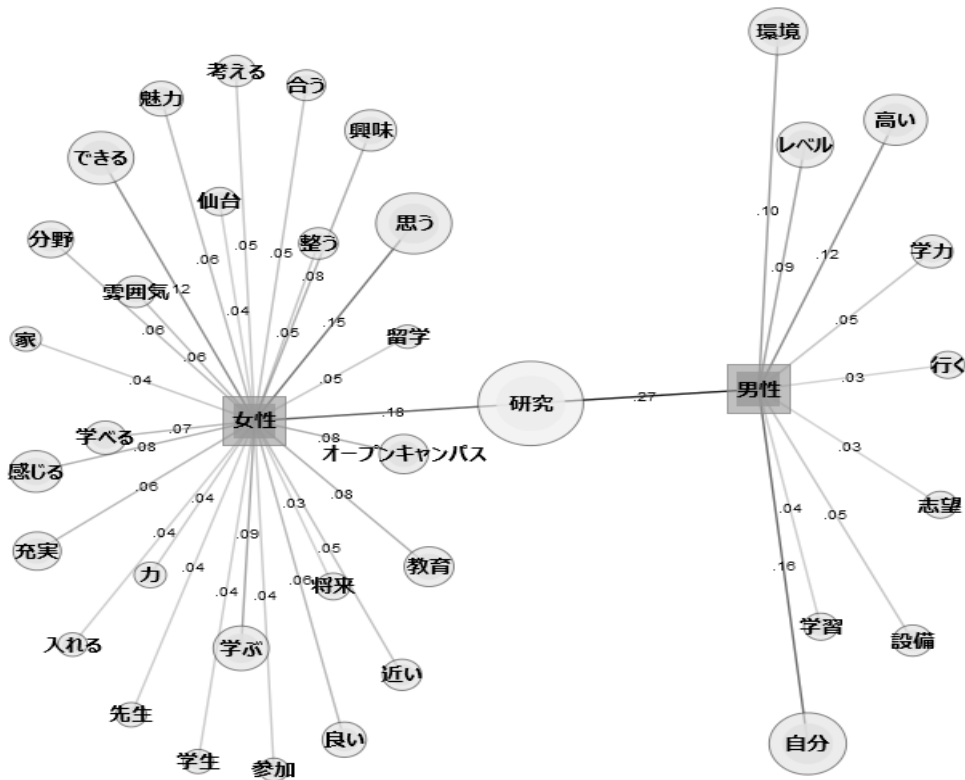 環境
考える
合う
魅力
高い
興味
レベル
できる
仙台
思う
分野
整う
学力
.10
.05
.05
.09
.12
.06
.08
雰囲気
.12
.04
.15
.05
.05
.06
家
留学
.06
行く
.04
.05
.03
男性
研究
.27
.18
女性
学べる
.07
.08
.08
オープンキャンパス
感じる
.03
.04
.03
.08
志望
.04
.09
.04
.05
充実
.06
.05
教育
力
.04
.06
将来
.16
.04
.04
学習
設備
入れる
学ぶ
近い
先生
良い
自分
学生
参加